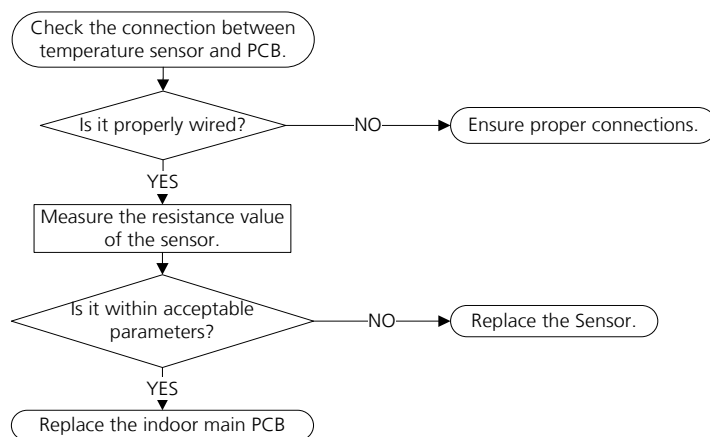 Check the connection between
temperature sensor and PCB.
Is it properly wired?
NO
Ensure proper connections.
YES
Measure the resistance value
of the sensor.
Is it within acceptable
parameters?
NO
Replace the Sensor.
YES
Replace the indoor main PCB